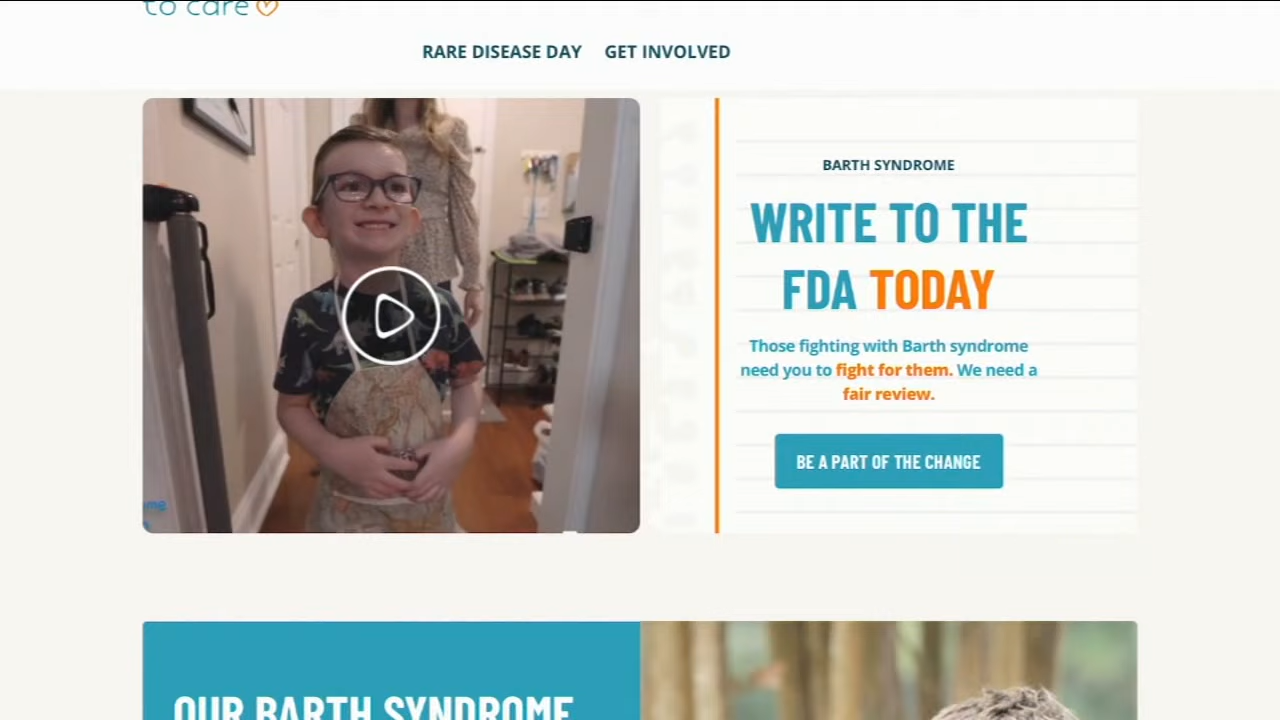 to care
RARE DISEASE DAY GET INVOLVED
BARTH SYNDROME
WRITE TO THE
FDA TODAY
Those fighting with Barth syndrome
need you to fight for them. We need a
fair review.
BE A PART OF THE CHANGE
OUR BARTH SYNDROME